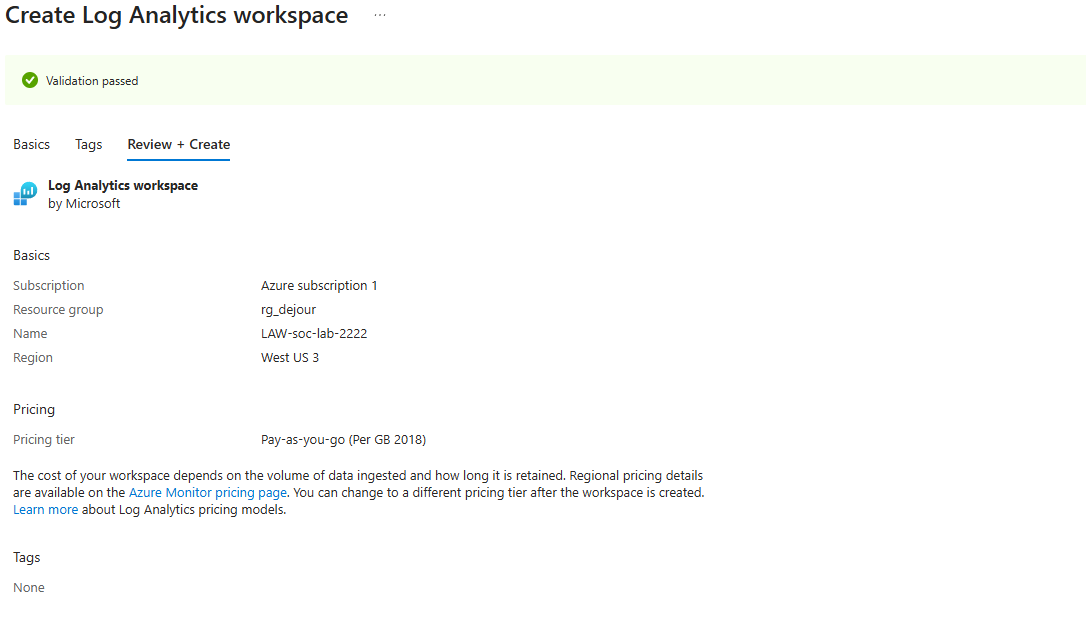 Create Log Analytics workspace ...
Validation passed
Basics Tags Review + Create
Log Analytics workspace
by Microsoft
Basics
Subscription Azure subscription 1
Resource group rg_dejour
Name LAW-soc-lab-2222
Region West US 3
Pricing
Pricing tier Pay-as-you-go (Per GB 2018)
The cost of your workspace depends on the volume of data ingested and how long it is retained. Regional pricing details
are available on the Azure Monitor pricing page. You can change to a different pricing tier after the workspace is created.
Learn more about Log Analytics pricing models.
Tags
None